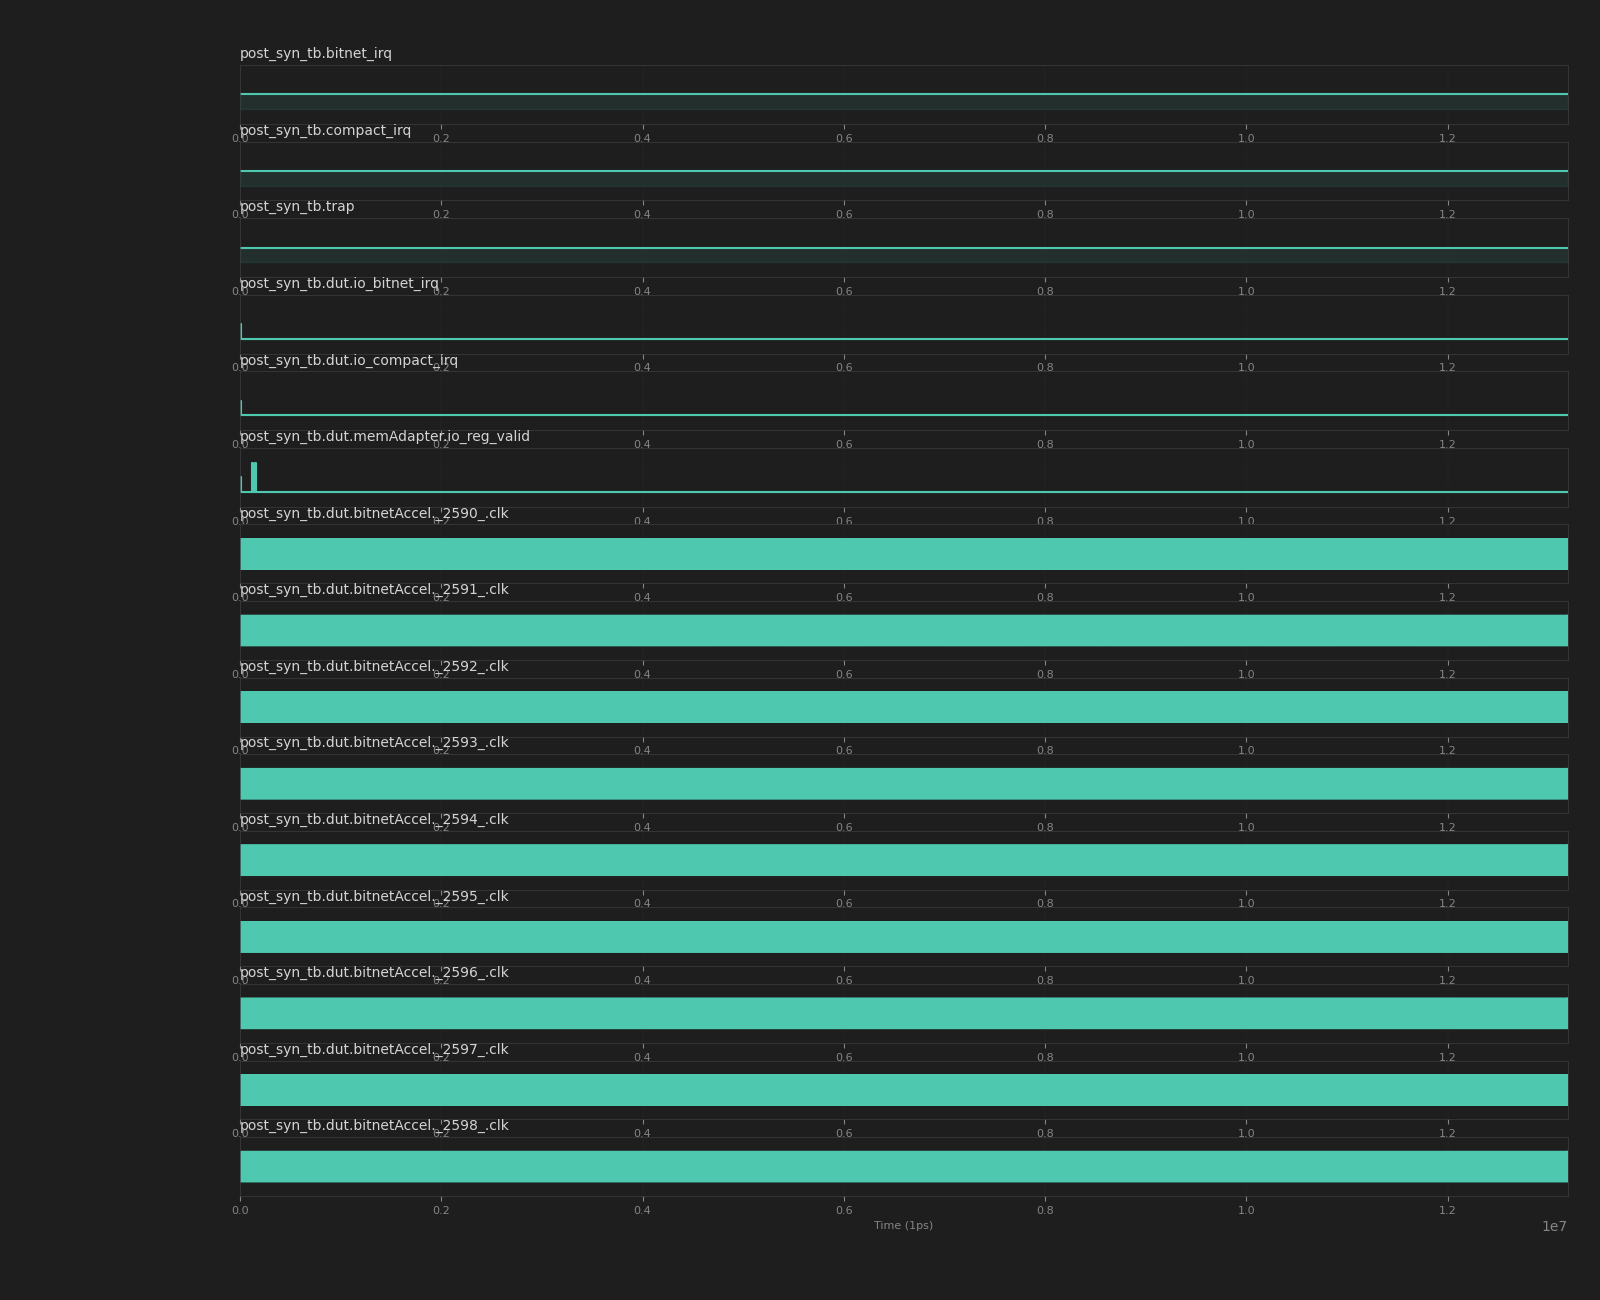 post_syn_tb.bitnet_irq
0.0 0.2 0.4 0.6 0.8 1.0 1.2
post_syn_tb.compact_irq
0.0 0.2 0.4 0.6 0.8 1.0 1.2
post_syn_tb.trap
0.0 0.2 0.4 0.6 0.8 1.0 1.2
post_syn_tb.dut.io_bitnet_irq
0.0 0.2 0.4 0.6 0.8 1.0 1.2
post_syn_tb.dut.io_compact_irq
0.0 0.2 0.4 0.6 0.8 1.0 1.2
post_syn_tb.dut.memAdapter.io_reg_valid
0.0 0.2 0.4 0.6 0.8 1.0 1.2
post_syn_tb.dut.bitnetAccel._2590_.clk
0.0 0.2 0.4 0.6 0.8 1.0 1.2
post_syn_tb.dut.bitnetAccel._2591_.clk
0.0 0.2 0.4 0.6 0.8 1.0 1.2
post_syn_tb.dut.bitnetAccel._2592_.clk
0.0 0.2 0.4 0.6 0.8 1.0 1.2
post_syn_tb.dut.bitnetAccel._2593_.clk
0.0 0.2 0.4 0.6 0.8 1.0 1.2
post_syn_tb.dut.bitnetAccel._2594_.clk
0.0 0.2 0.4 0.6 0.8 1.0 1.2
post_syn_tb.dut.bitnetAccel._2595_.clk
0.0 0.2 0.4 0.6 0.8 1.0 1.2
post_syn_tb.dut.bitnetAccel._2596_.clk
0.0 0.2 0.4 0.6 0.8 1.0 1.2
post_syn_tb.dut.bitnetAccel._2597_.clk
0.0 0.2 0.4 0.6 0.8 1.0 1.2
post_syn_tb.dut.bitnetAccel._2598_.clk
0.0 0.2 0.4 0.6 0.8 1.0 1.2
Time (1ps)
1e7